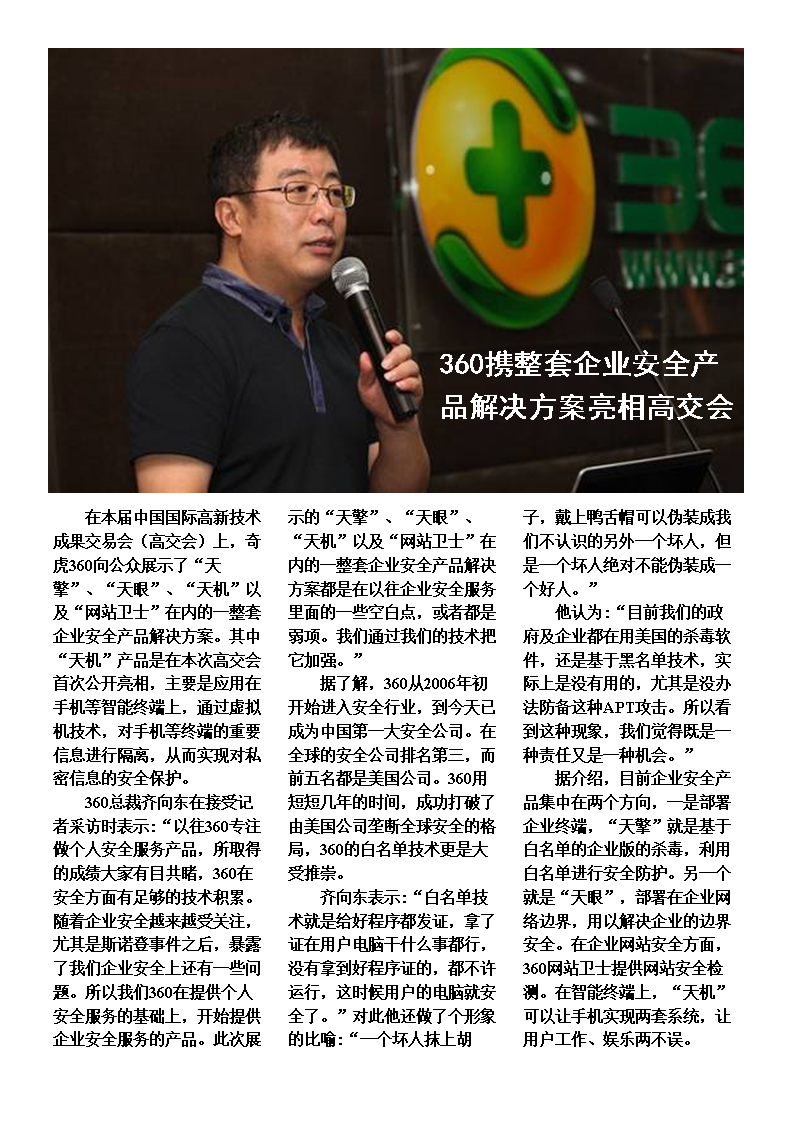 36
www.3
360携整套企业安全产
品解决方案亮相高交会
在本届中国国际高新技术
成果交易会（高交会）上，奇
虎360向公众展示了“天
擎”、“天眼”、“天机”以
及“网站卫士”在内的一整套
企业安全产品解决方案。其中
“天机”产品是在本次高交会
首次公开亮相，主要是应用在
手机等智能终端上，通过虚拟
机技术，对手机等终端的重要
信息进行隔离，从而实现对私
密信息的安全保护。
360总裁齐向东在接受记
者采访时表示：“以往360专注
做个人安全服务产品，所取得
的成绩大家有目共睹，360在
安全方面有足够的技术积累。
随着企业安全越来越受关注，
尤其是斯诺登事件之后，暴露
了我们企业安全上还有一些问
题。所以我们360在提供个人
安全服务的基础上，开始提供
企业安全服务的产品。此次展
示的“天擎”、“天眼”、
“天机”以及“网站卫士”在
内的一整套企业安全产品解决
方案都是在以往企业安全服务
里面的一些空白点，或者都是
弱项。我们通过我们的技术把
它加强。”
据了解，360从2006年初
开始进入安全行业，到今天已
成为中国第一大安全公司。在
全球的安全公司排名第三，而
前五名都是美国公司。360用
短短几年的时间，成功打破了
由美国公司垄断全球安全的格
局，360的白名单技术更是大
受推崇。
齐向东表示：“白名单技
术就是给好程序都发证，拿了
证在用户电脑干什么事都行，
没有拿到好程序证的，都不许
运行，这时候用户的电脑就安
全了。”对此他还做了个形象
的比喻：“一个坏人抹上胡
子，戴上鸭舌帽可以伪装成我
们不认识的另外一个坏人，但
是一个坏人绝对不能伪装成一
个好人。”
他认为：“目前我们的政
府及企业都在用美国的杀毒软
件，还是基于黑名单技术，实
际上是没有用的，尤其是没办
法防备这种APT攻击。所以看
到这种现象，我们觉得既是一
种责任又是一种机会。”
据介绍，目前企业安全产
品集中在两个方向，一是部署
企业终端，“天擎”就是基于
白名单的企业版的杀毒，利用
白名单进行安全防护。另一个
就是“天眼”，部署在企业网
络边界，用以解决企业的边界
安全。在企业网站安全方面，
360网站卫士提供网站安全检
测。在智能终端上，“天机”
可以让手机实现两套系统，让
用户工作、娱乐两不误。